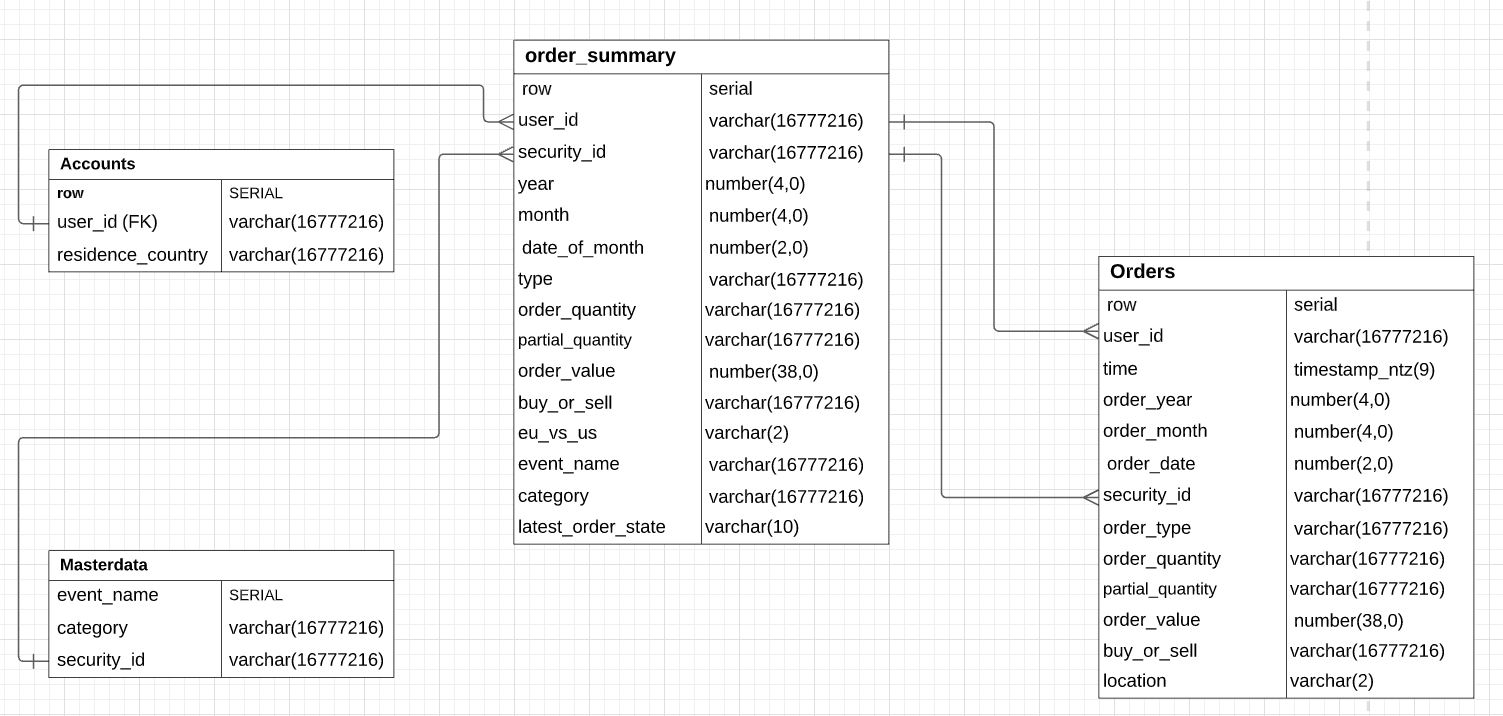 order_summary
row serial
user_id varchar(16777216)
security_id varchar(16777216)
year number(4,0)
month number(4,0)
date_of_month number(2,0)
type varchar(16777216)
order_quantity varchar(16777216)
partial_quantity varchar(16777216)
order_value number(38,0)
buy_or_sell varchar(16777216)
eu_vs_us varchar(2)
event_name varchar(16777216)
category varchar(16777216)
latest_order_state varchar(10)
Accounts
row SERIAL
user_id (FK) varchar(16777216)
residence_country varchar(16777216)
Masterdata
event_name SERIAL
category varchar(16777216)
security_id varchar(16777216)
Orders
row serial
user_id varchar(16777216)
time timestamp_ntz(9)
order_year number(4,0)
order_month number(4,0)
order_date number(2,0)
security_id varchar(16777216)
order_type varchar(16777216)
order_quantity varchar(16777216)
partial_quantity varchar(16777216)
order_value number(38,0)
buy_or_sell varchar(16777216)
location varchar(2)